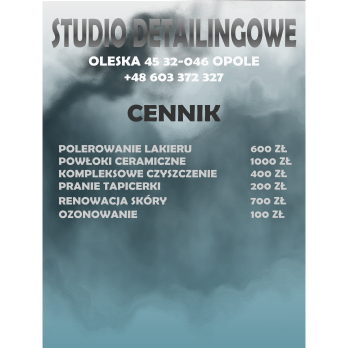 STUDIO DETAILINGOWE
OLESKA 45 32-046 OPOLE
+48 603 372 327
CENNIK
POLEROWANIE LAKIERU 600 ZŁ
POWŁOKI CERAMICZNE 1000 ZŁ
KOMPLEKSOWE CZYSZCZENIE 400 ZŁ
PRANIE TAPICERKI 200 ZŁ
RENOWACJA SKÓRY 700 ZŁ
OZONOWANIE 100 ZŁ